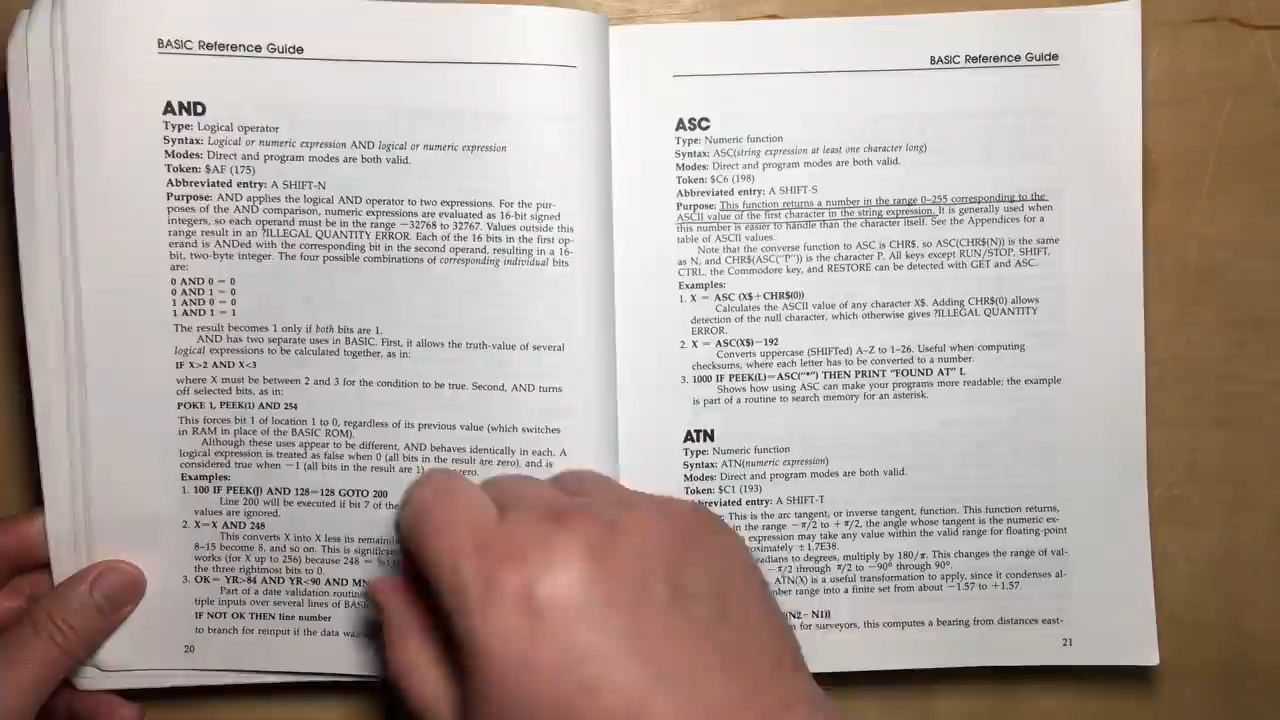 BASIC Reference Guide
AND
Type: Logical operator
Syntax: Logical or numeric expression AND logical or numeric expression
Modes: Direct and program modes are both valid.
Token: $AF (175)
Abbreviated entry: A SHIFT-N
Purpose: AND applies the logical AND operator to two expressions. For the pur-
poses of the AND comparison, numeric expressions are evaluated as 16-bit signed
integers, so each operand must be in the range −32768 to 32767. Values outside this
range result in an ?ILLEGAL QUANTITY ERROR. Each of the 16 bits in the first op-
erand is ANDed with the corresponding bit in the second operand, resulting in a 16-
bit, two-byte integer. The four possible combinations of corresponding individual bits
are:
0 AND 0 = 0
0 AND 1 = 0
1 AND 0 = 0
1 AND 1 = 1
The result becomes 1 only if both bits are 1.
AND has two separate uses in BASIC. First, it allows the truth-value of several
logical expressions to be calculated together, as in:
IF X>2 AND X<3
where X must be between 2 and 3 for the condition to be true. Second, AND turns
off selected bits, as in:
POKE 1, PEEK(1) AND 254
This forces bit 1 of location 1 to 0, regardless of its previous value (which switches
in RAM in place of the BASIC ROM).
Although these uses appear to be different, AND behaves identically in each. A
logical expression is treated as false when 0 (all bits in the result are zero), and is
considered true when −1 (all bits in the result are 1) zero.
Examples:
1. 100 IF PEEK(J) AND 128=128 GOTO 200
Line 200 will be executed if bit 7 of the
values are ignored.
2. X=X AND 248
This converts X into X less its
8–15 become 8, and so on. This is
works (for X up to 256) because 248 =
the three rightmost bits to 0.
3. OK= YR>84 AND YR<90 AND
Part of a date validation
tiple inputs over several lines of
IF NOT OK THEN line number
to branch for reinput if the data
20
BASIC Reference Guide
ASC
Type: Numeric function
Syntax: ASC(string expression at least one character long)
Modes: Direct and program modes are both valid.
Token: $C6 (198)
Abbreviated entry: A SHIFT-S
Purpose: This function returns a number in the range 0–255 corresponding to the
ASCII value of the first character in the string expression. It is generally used when
this number is easier to handle than the character itself. See the Appendices for a
table of ASCII values.
Note that the converse function to ASC is CHR$, so ASC(CHR$(N)) is the same
as N, and CHR$(ASC("P")) is the character P. All keys except RUN/STOP, SHIFT,
CTRL, the Commodore key, and RESTORE can be detected with GET and ASC.
Examples:
1. X = ASC (X$+CHR$(0))
Calculates the ASCII value of any character X$. Adding CHR$(0) allows
detection of the null character, which otherwise gives ?ILLEGAL QUANTITY
ERROR.
2. X = ASC(X$)−192
Converts uppercase (SHIFTed) A–Z to 1–26. Useful when computing
checksums, where each letter has to be converted to a number.
3. 1000 IF PEEK(L)=ASC("*") THEN PRINT "FOUND AT" L
Shows how using ASC can make your programs more readable; the example
is part of a routine to search memory for an asterisk.
ATN
Type: Numeric function
Syntax: ATN(numeric expression)
Modes: Direct and program modes are both valid.
Token: $C1 (193)
entry: A SHIFT-T
This is the arc tangent, or inverse tangent, function. This function returns,
in the range −π/2 to +π/2, the angle whose tangent is the numeric ex-
expression may take any value within the valid range for floating-point
±1.7E38.
to degrees, multiply by 180/π. This changes the range of val-
−π/2 through π/2 to −90° through 90°.
ATN(X) is a useful transformation to apply, since it condenses al-
range into a finite set from about −1.57 to +1.57.
(N2−N1))
for surveyors, this computes a bearing from distances east-
21